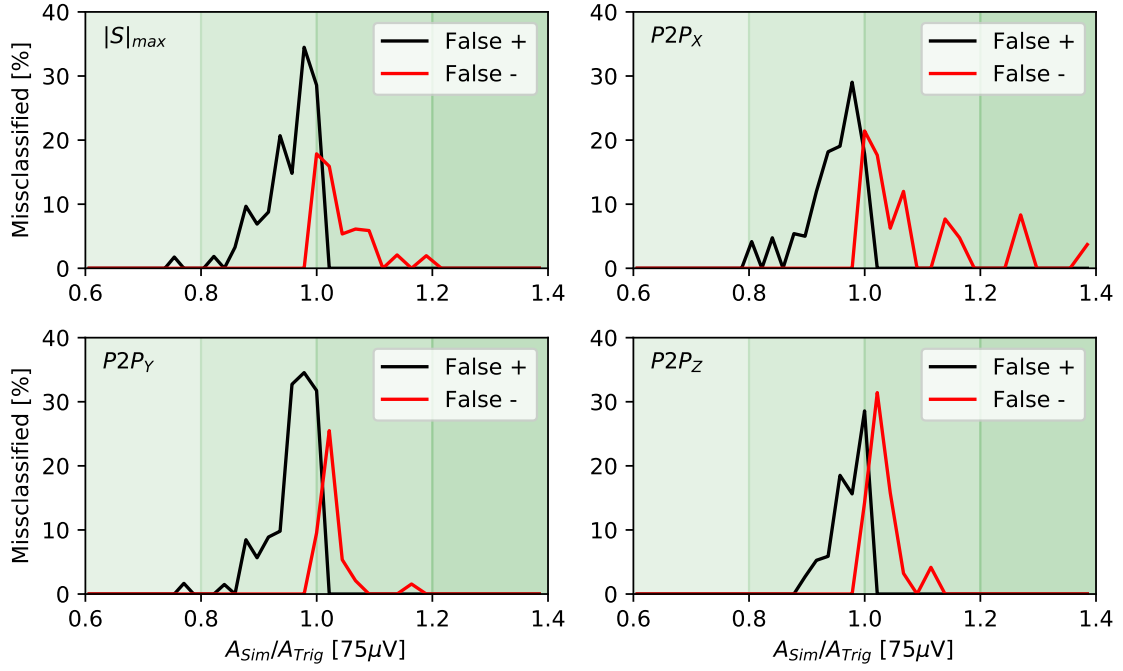 |S|max
False +
False -
Missclassified [%]
40
30
20
10
0
0.6 0.8 1.0 1.2 1.4
P2PX
False +
False -
40
30
20
10
0
0.6 0.8 1.0 1.2 1.4
P2PY
False +
False -
Missclassified [%]
40
30
20
10
0
0.6 0.8 1.0 1.2 1.4
ASim/ATrig [75μV]
P2PZ
False +
False -
40
30
20
10
0
0.6 0.8 1.0 1.2 1.4
ASim/ATrig [75μV]